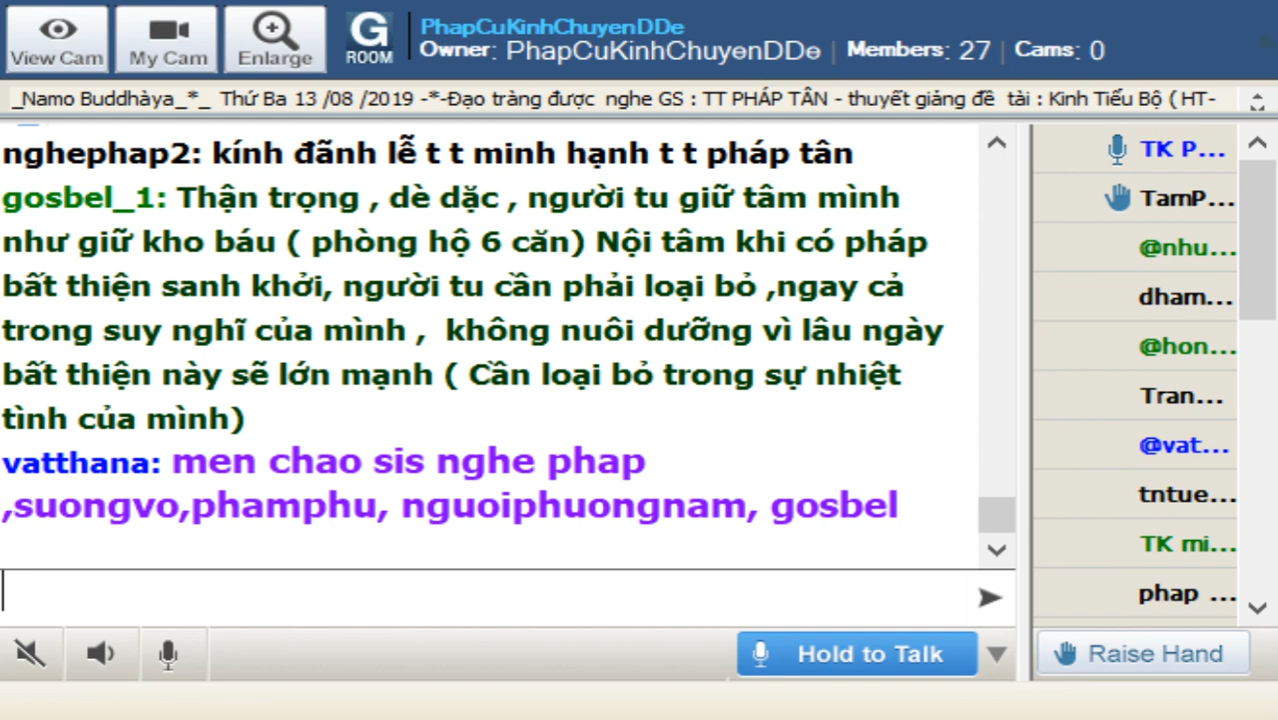 View Cam
My Cam
Enlarge
G
ROOM
PhapCuKinhChuyenDDe
Owner: PhapCuKinhChuyenDDe | Members: 27 | Cams: 0
_Namo Buddhàya_*_ Thứ Ba 13 /08 /2019 -*-Đạo tràng được nghe GS : TT PHÁP TÂN - thuyết giảng đề tài : Kinh Tiểu Bộ ( HT-
nghephap2: kính đãnh lễ t t minh hạnh t t pháp tân
gosbel_1: Thận trọng , dè dặc , người tu giữ tâm mình
như giữ kho báu ( phòng hộ 6 căn) Nội tâm khi có pháp
bất thiện sanh khởi, người tu cần phải loại bỏ ,ngay cả
trong suy nghĩ của mình , không nuôi dưỡng vì lâu ngày
bất thiện này sẽ lớn mạnh ( Cần loại bỏ trong sự nhiệt
tình của mình)
vatthana: men chao sis nghe phap
,suongvo,phamphu, nguoiphuongnam, gosbel
TK P...
TamP...
@nhu...
dham...
@hon...
Tran...
@vat...
tntue...
TK mi...
phap ...
Hold to Talk
Raise Hand